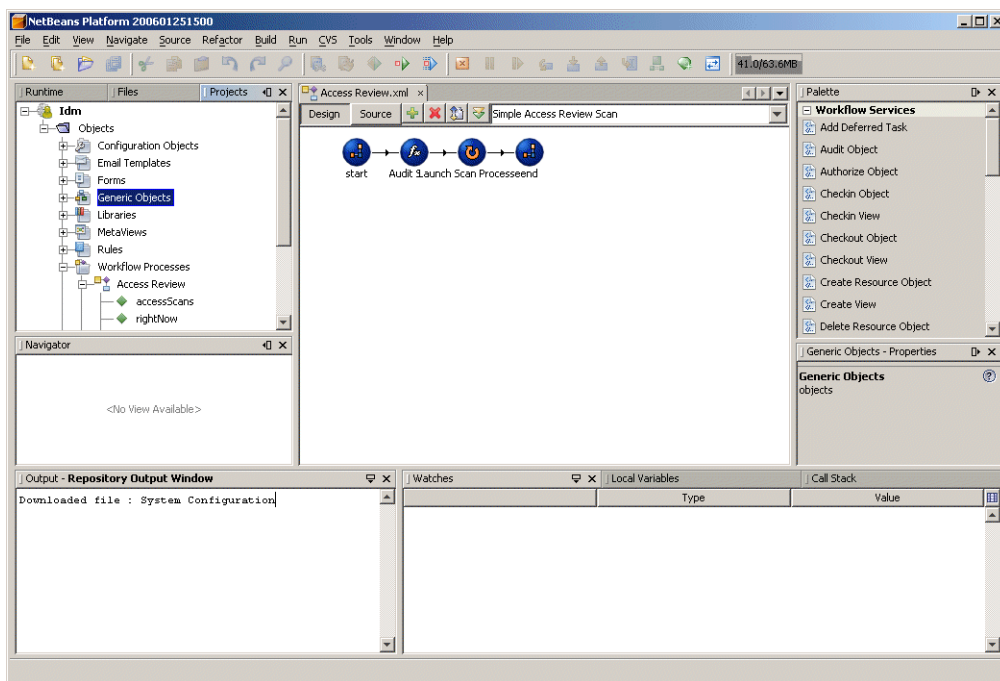 NetBeans Platform 200601251500
File Edit View Navigate Source Refactor Build Run CVS Tools Window Help
41.0/63.6MB
Runtime Files Projects
Idm
Objects
Configuration Objects
Email Templates
Forms
Generic Objects
Libraries
MetaViews
Rules
Workflow Processes
Access Review
accessScans
rightNow
Navigator
<No View Available>
Access Review.xml
Design Source Simple Access Review Scan
start Audit Launch Scan Processe end
Palette
Workflow Services
Add Deferred Task
Audit Object
Authorize Object
Checkin Object
Checkin View
Checkout Object
Checkout View
Create Resource Object
Create View
Delete Resource Object
Generic Objects - Properties
Generic Objects
objects
Output - Repository Output Window
Downloaded file : System Configuration
Watches Local Variables Call Stack
Type Value